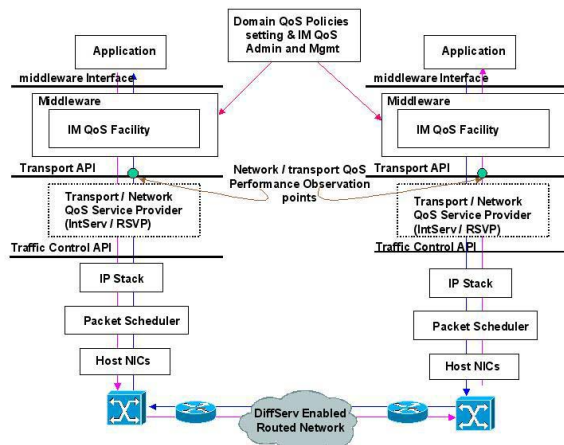 Domain QoS Policies
setting & IM QoS
Admin and Mgmt
Application
middleware Interface
Middleware
IM QoS Facility
Transport API
Transport / Network
QoS Service Provider
(IntServ / RSVP)
Traffic Control API
IP Stack
Packet Scheduler
Host NICs
Network / transport QoS
Performance Observation
points
Application
middleware Interface
Middleware
IM QoS Facility
Transport API
Transport / Network
QoS Service Provider
(IntServ / RSVP)
Traffic Control API
IP Stack
Packet Scheduler
Host NICs
DiffServ Enabled
Routed Network